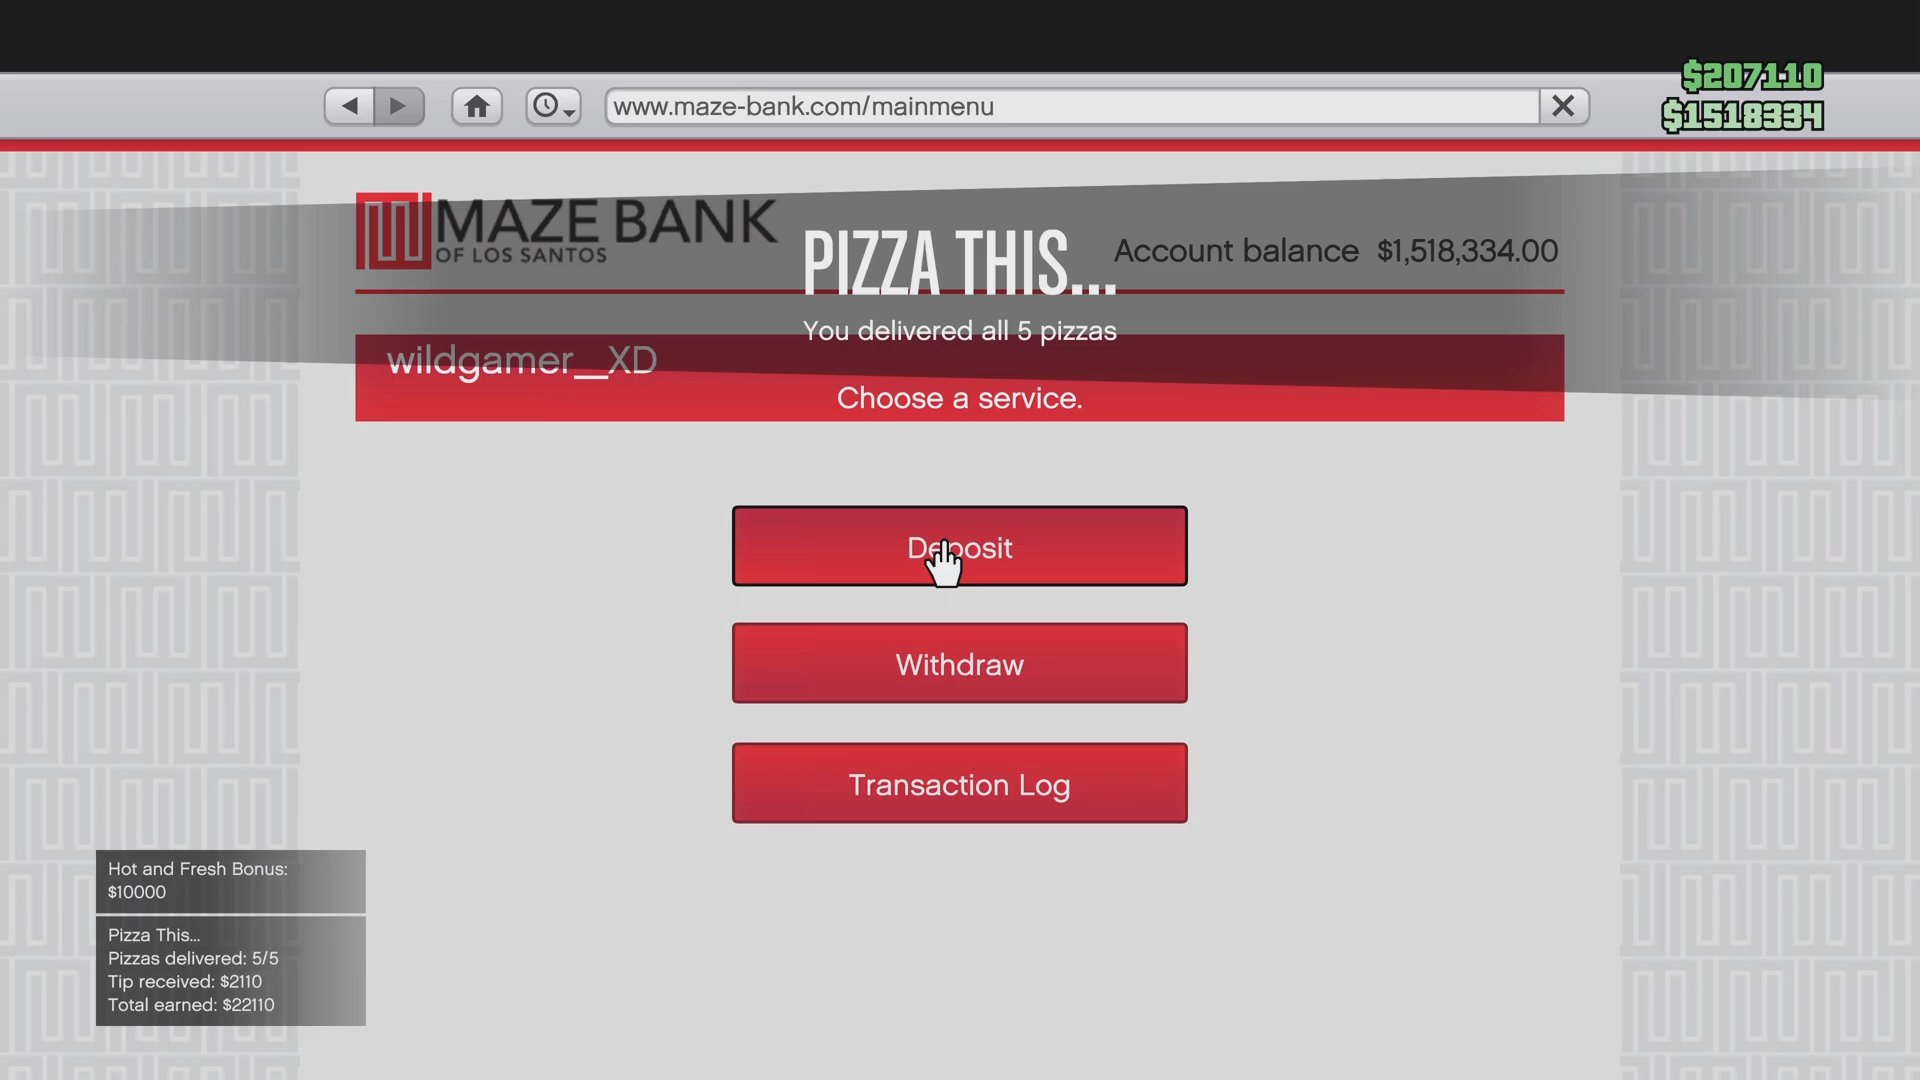 www.maze-bank.com/mainmenu
$207110
$1518334
MAZE BANK
OF LOS SANTOS
Account balance $1,518,334.00
PIZZA THIS...
You delivered all 5 pizzas
wildgamer__XD
Choose a service.
Deposit
Withdraw
Transaction Log
Hot and Fresh Bonus:
$10000
Pizza This...
Pizzas delivered: 5/5
Tip received: $2110
Total earned: $22110